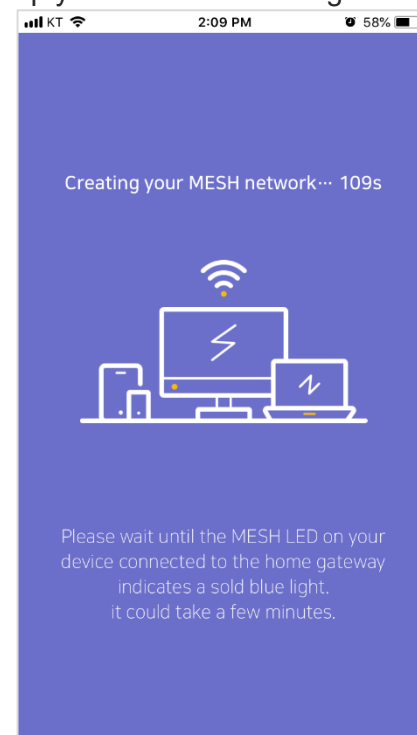 KT 2:09 PM 58%
Creating your MESH network··· 109s
Please wait until the MESH LED on your
device connected to the home gateway
indicates a sold blue light.
it could take a few minutes.